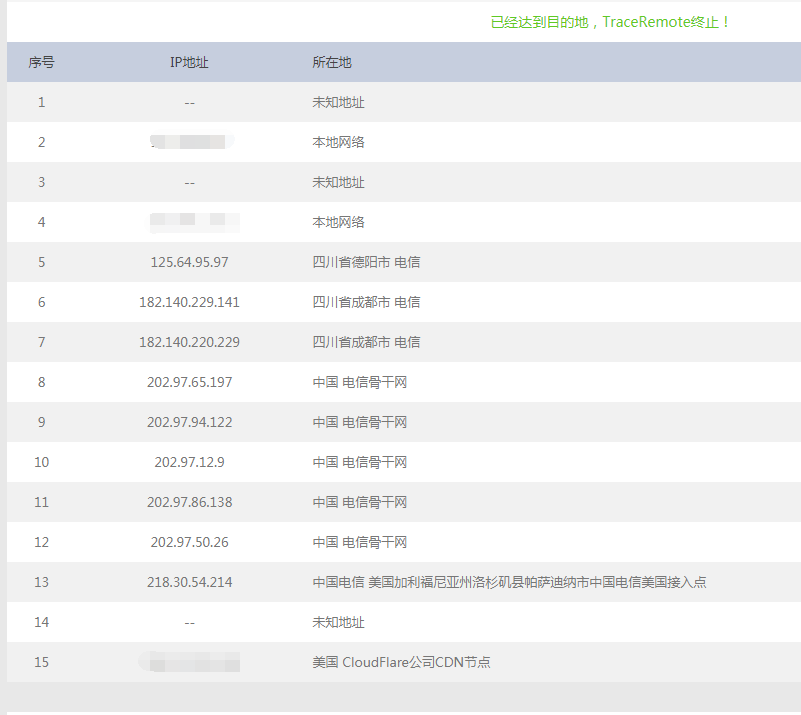 已经达到目的地，TraceRemote终止！
序号 IP地址 所在地
1 -- 未知地址
2 本地网络
3 -- 未知地址
4 本地网络
5 125.64.95.97 四川省德阳市 电信
6 182.140.229.141 四川省成都市 电信
7 182.140.220.229 四川省成都市 电信
8 202.97.65.197 中国 电信骨干网
9 202.97.94.122 中国 电信骨干网
10 202.97.12.9 中国 电信骨干网
11 202.97.86.138 中国 电信骨干网
12 202.97.50.26 中国 电信骨干网
13 218.30.54.214 中国电信 美国加利福尼亚州洛杉矶县帕萨迪纳市中国电信美国接入点
14 -- 未知地址
15 美国 CloudFlare公司CDN节点